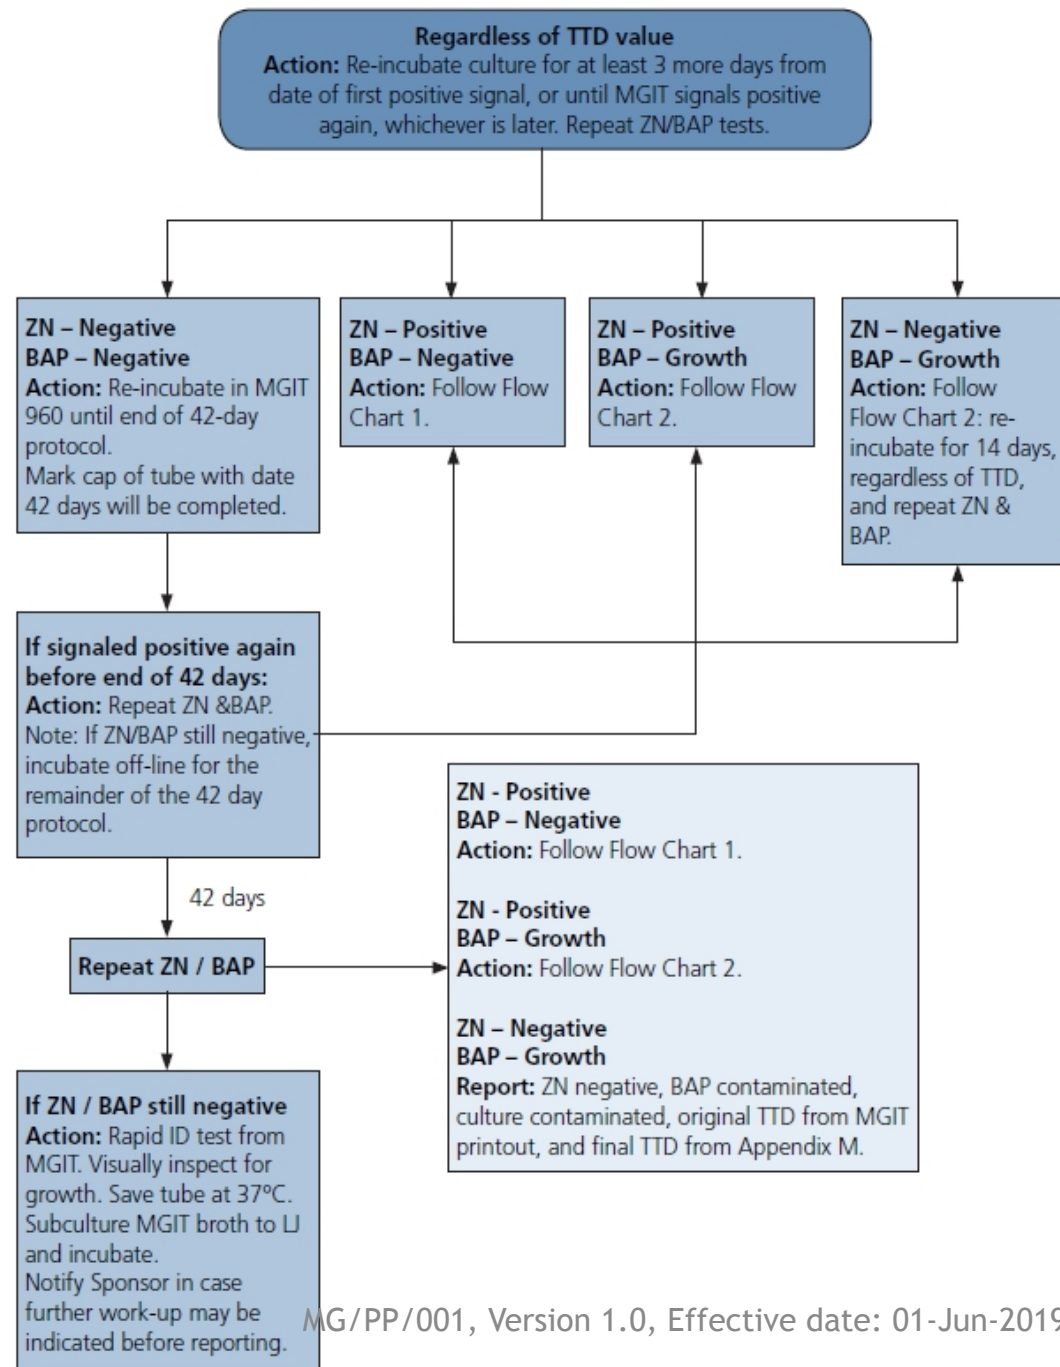 Regardless of TTD value
Action: Re-incubate culture for at least 3 more days from
date of first positive signal, or until MGIT signals positive
again, whichever is later. Repeat ZN/BAP tests.
ZN – Negative
BAP – Negative
Action: Re-incubate in MGIT
960 until end of 42-day
protocol.
Mark cap of tube with date
42 days will be completed.
ZN – Positive
BAP – Negative
Action: Follow Flow
Chart 1.
ZN – Positive
BAP – Growth
Action: Follow Flow
Chart 2.
ZN – Negative
BAP – Growth
Action: Follow
Flow Chart 2: re-
incubate for 14 days,
regardless of TTD,
and repeat ZN &
BAP.
If signaled positive again
before end of 42 days:
Action: Repeat ZN &BAP.
Note: If ZN/BAP still negative,
incubate off-line for the
remainder of the 42 day
protocol.
42 days
Repeat ZN / BAP
ZN - Positive
BAP – Negative
Action: Follow Flow Chart 1.
ZN - Positive
BAP – Growth
Action: Follow Flow Chart 2.
ZN – Negative
BAP – Growth
Report: ZN negative, BAP contaminated,
culture contaminated, original TTD from MGIT
printout, and final TTD from Appendix M.
If ZN / BAP still negative
Action: Rapid ID test from
MGIT. Visually inspect for
growth. Save tube at 37ºC.
Subculture MGIT broth to LJ
and incubate.
Notify Sponsor in case
further work-up may be
indicated before reporting.
MG/PP/001, Version 1.0, Effective date: 01-Jun-2019